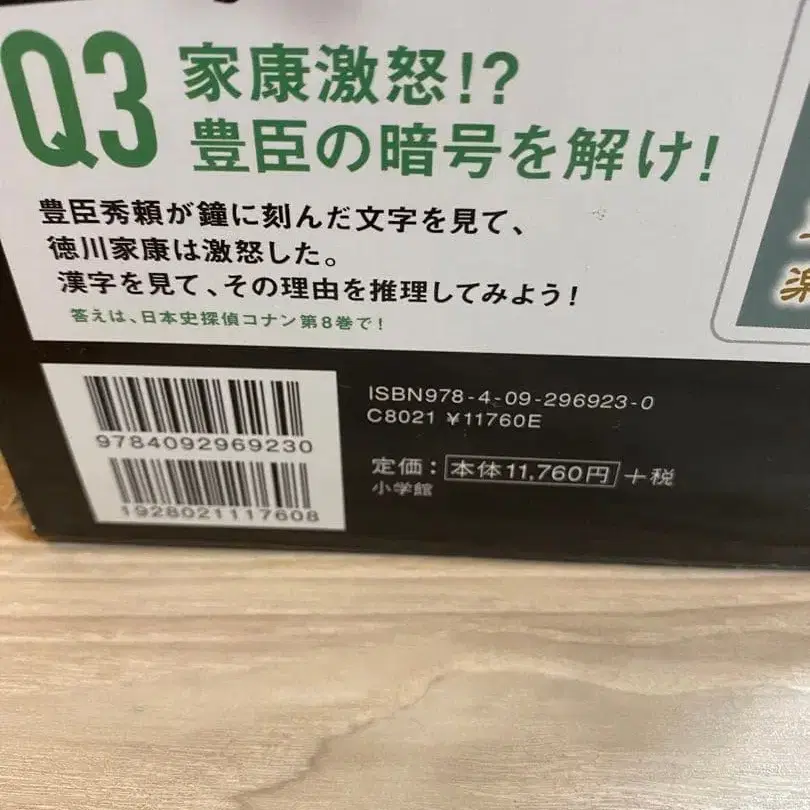 Q3 家康激怒!?
豊臣の暗号を解け!
豊臣秀頼が鐘に刻んだ文字を見て、
徳川家康は激怒した。
漢字を見て、その理由を推理してみよう!
答えは、日本史探偵コナン第8巻で!
9784092969230
1928021117608
ISBN978-4-09-296923-0
C8021 ¥11760E
定価:本体11,760円+税
小学館